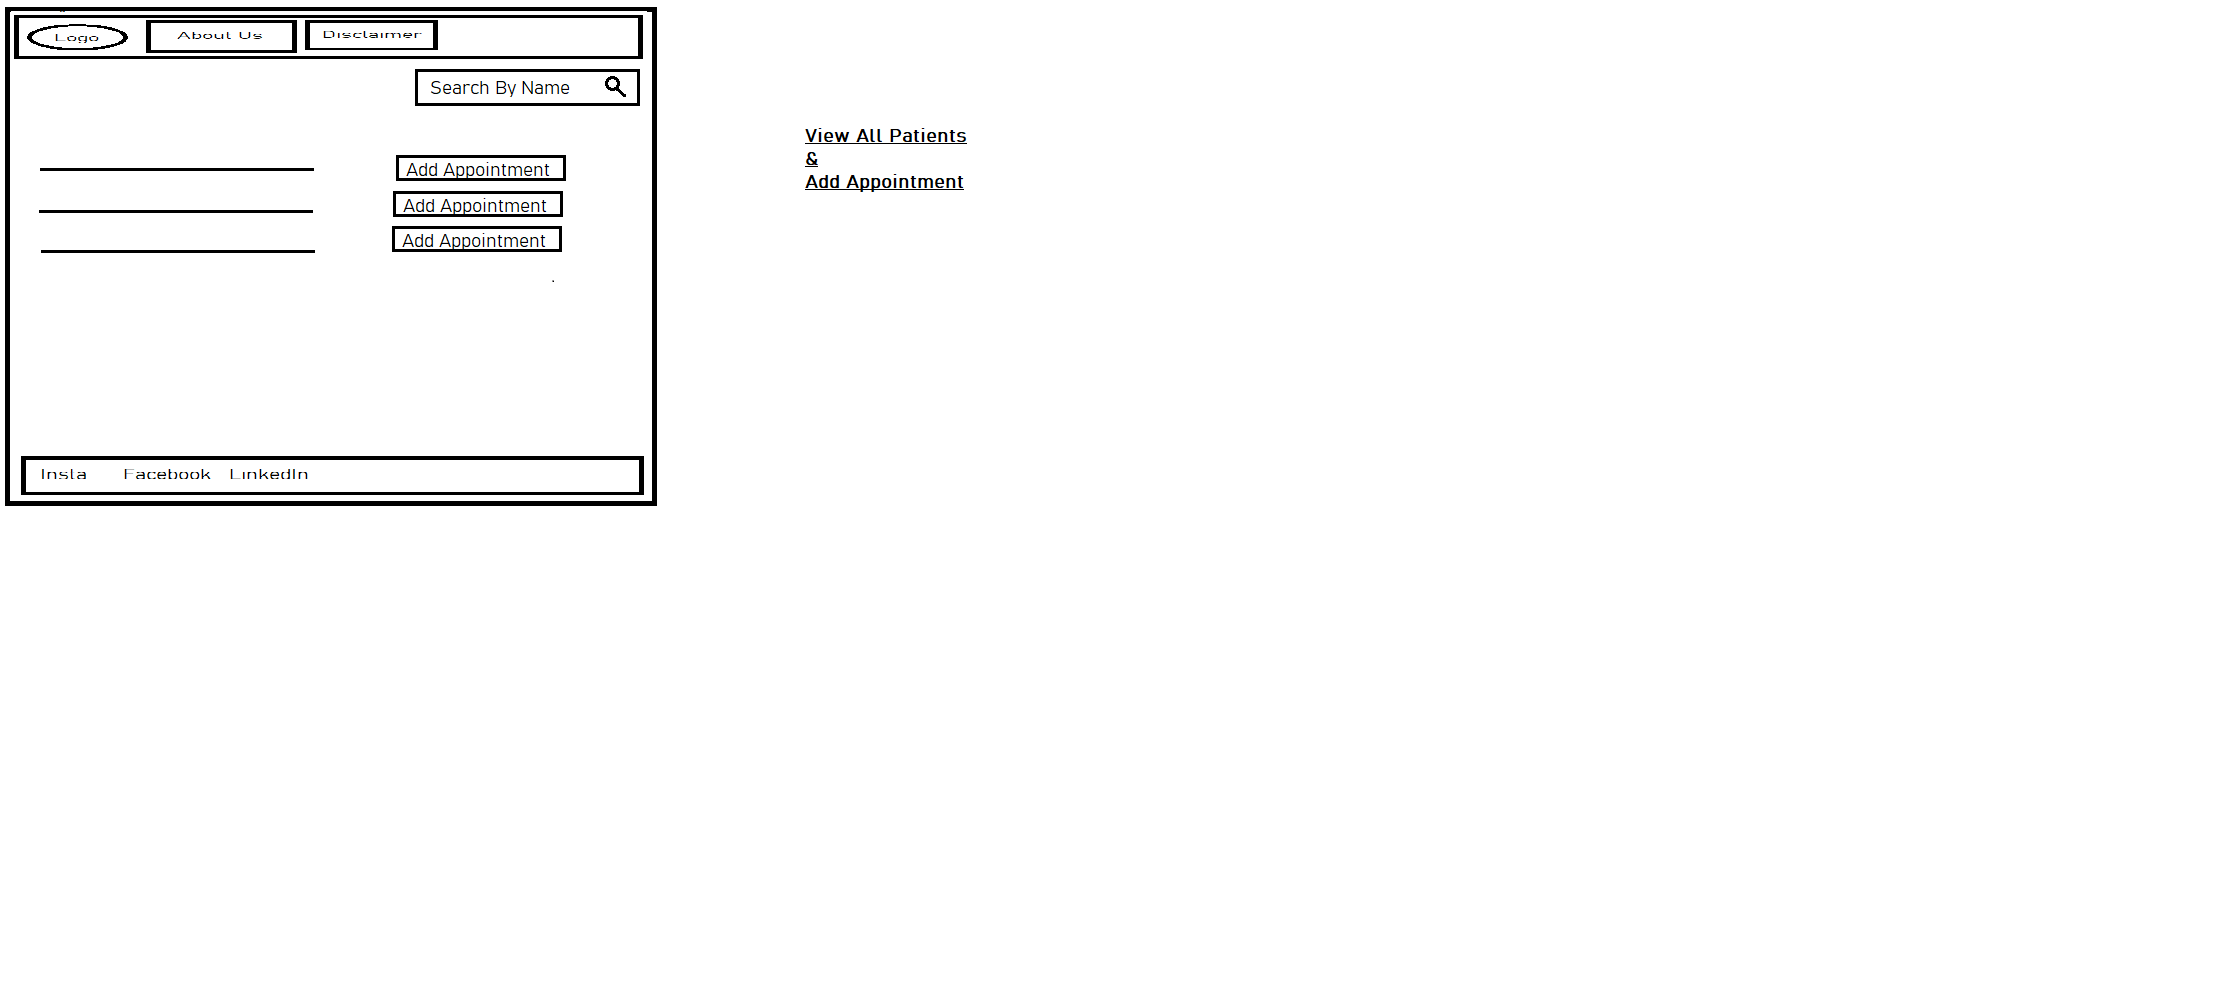 Logo
About Us
Disclaimer
Search By Name
Add Appointment
Add Appointment
Add Appointment
Insta
Facebook
LinkedIn
View All Patients
&
Add Appointment